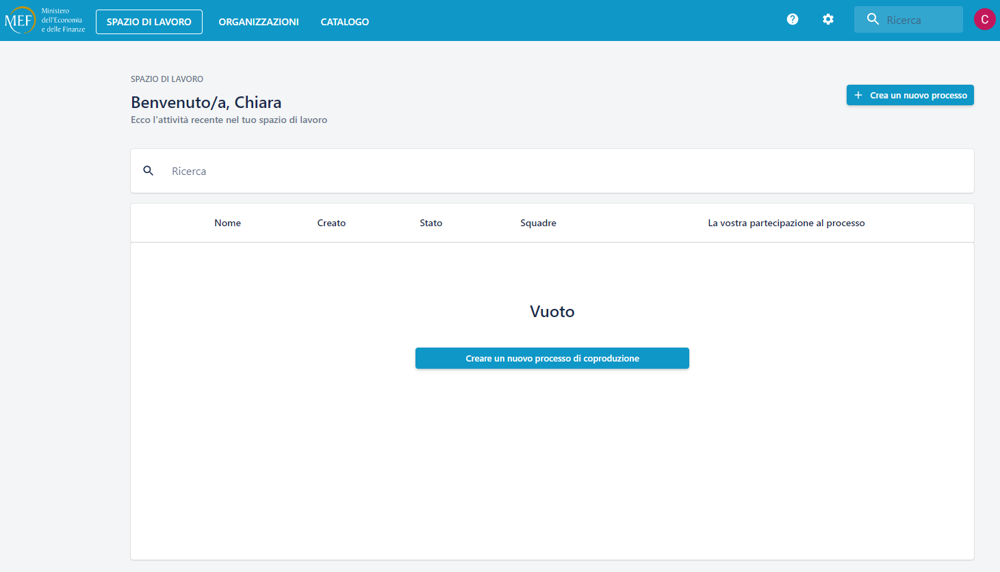 MEF
Ministero
dell'Economia
e delle Finanze
SPAZIO DI LAVORO
ORGANIZZAZIONI
CATALOGO
Ricerca
C
SPAZIO DI LAVORO
Benvenuto/a, Chiara
Ecco l'attività recente nel tuo spazio di lavoro
+ Crea un nuovo processo
Ricerca
Nome
Creato
Stato
Squadre
La vostra partecipazione al processo
Vuoto
Creare un nuovo processo di coproduzione